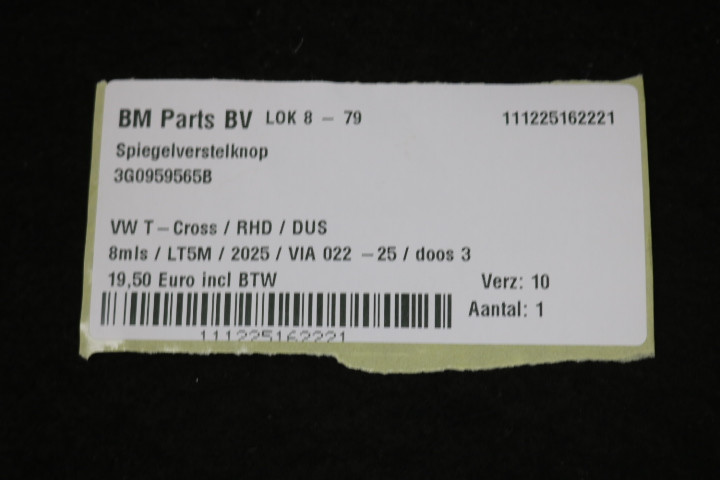 BM Parts BV LOK 8 - 79 111225162221
Spiegelverstelknop
3G0959565B
VW T-Cross / RHD / DUS
8mls / LT5M / 2025 / VIA 022 -25 / doos 3
19,50 Euro incl BTW Verz: 10
Aantal: 1
111225162221